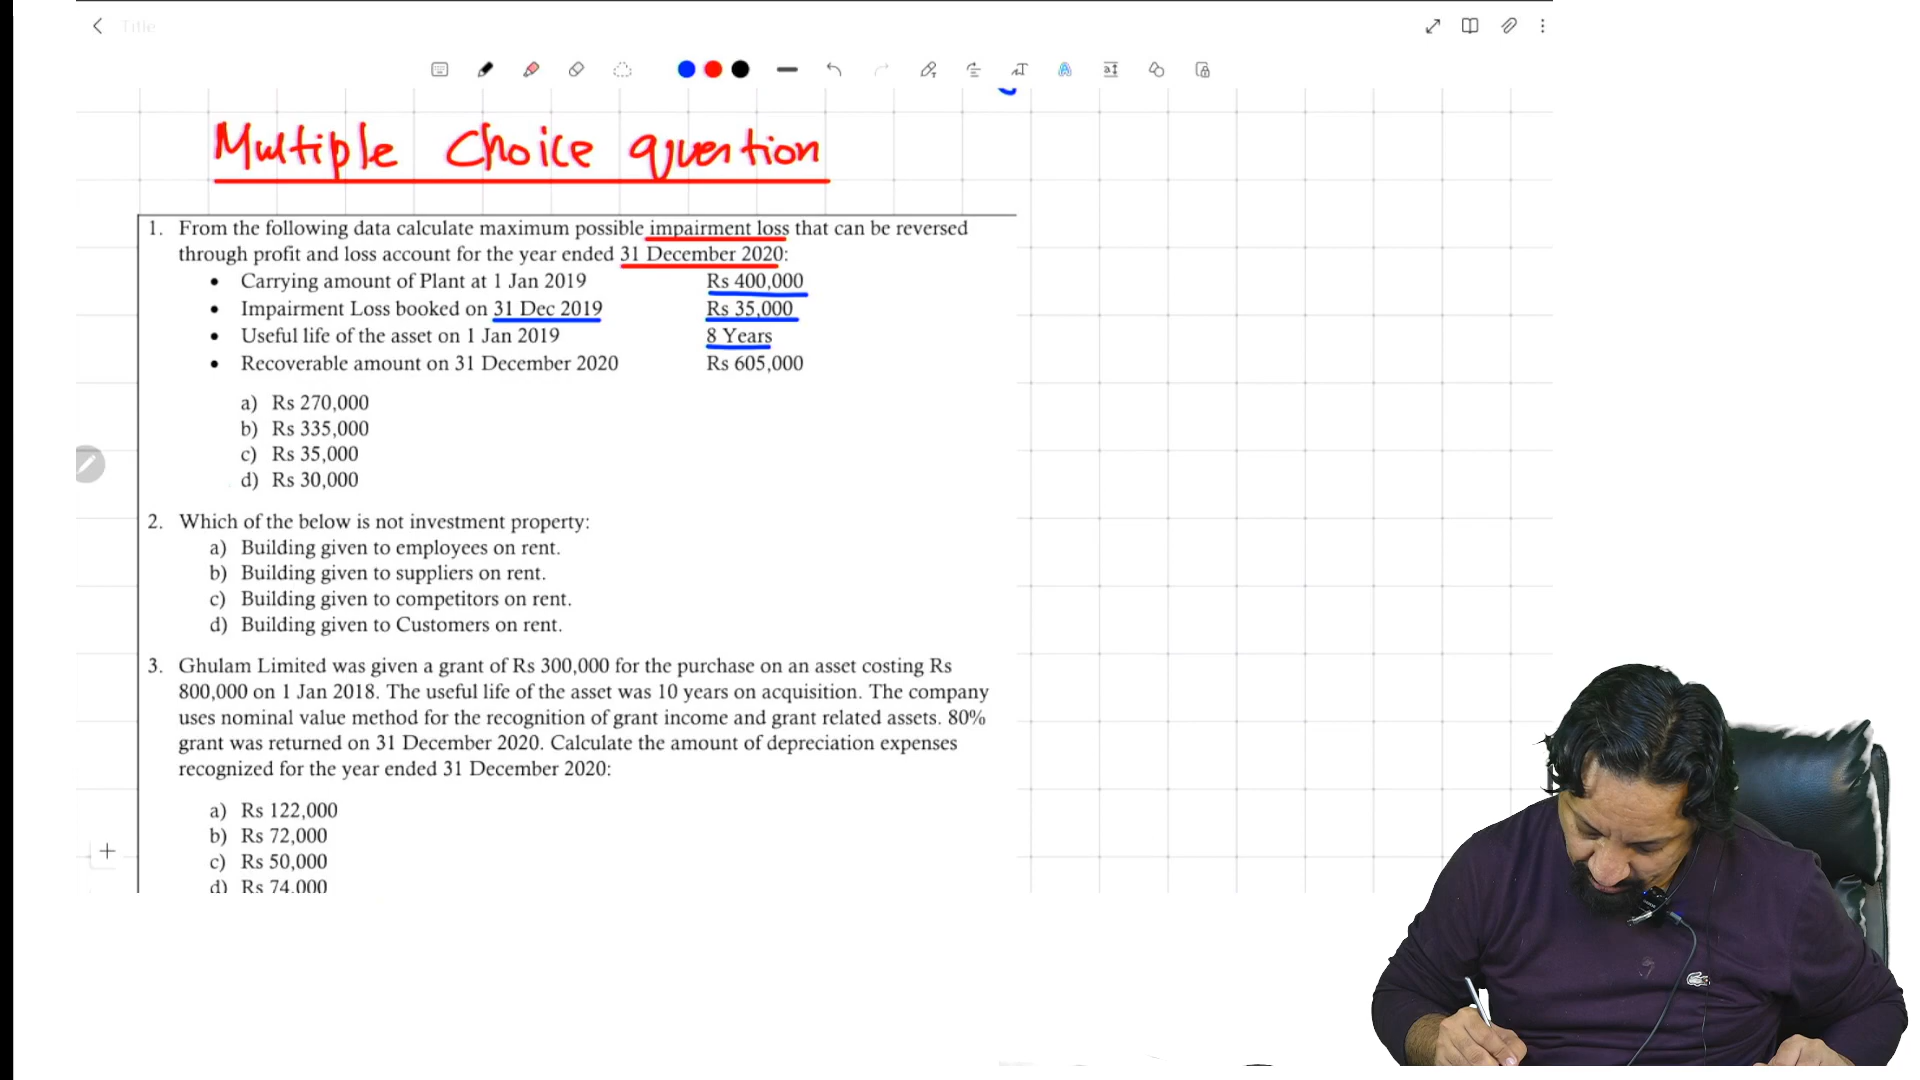 Title
Multiple Choice question
1. From the following data calculate maximum possible impairment loss that can be reversed
through profit and loss account for the year ended 31 December 2020:
• Carrying amount of Plant at 1 Jan 2019 Rs 400,000
• Impairment Loss booked on 31 Dec 2019 Rs 35,000
• Useful life of the asset on 1 Jan 2019 8 Years
• Recoverable amount on 31 December 2020 Rs 605,000
a) Rs 270,000
b) Rs 335,000
c) Rs 35,000
d) Rs 30,000
2. Which of the below is not investment property:
a) Building given to employees on rent.
b) Building given to suppliers on rent.
c) Building given to competitors on rent.
d) Building given to Customers on rent.
3. Ghulam Limited was given a grant of Rs 300,000 for the purchase on an asset costing Rs
800,000 on 1 Jan 2018. The useful life of the asset was 10 years on acquisition. The company
uses nominal value method for the recognition of grant income and grant related assets. 80%
grant was returned on 31 December 2020. Calculate the amount of depreciation expenses
recognized for the year ended 31 December 2020:
a) Rs 122,000
b) Rs 72,000
c) Rs 50,000
d) Rs 74,000